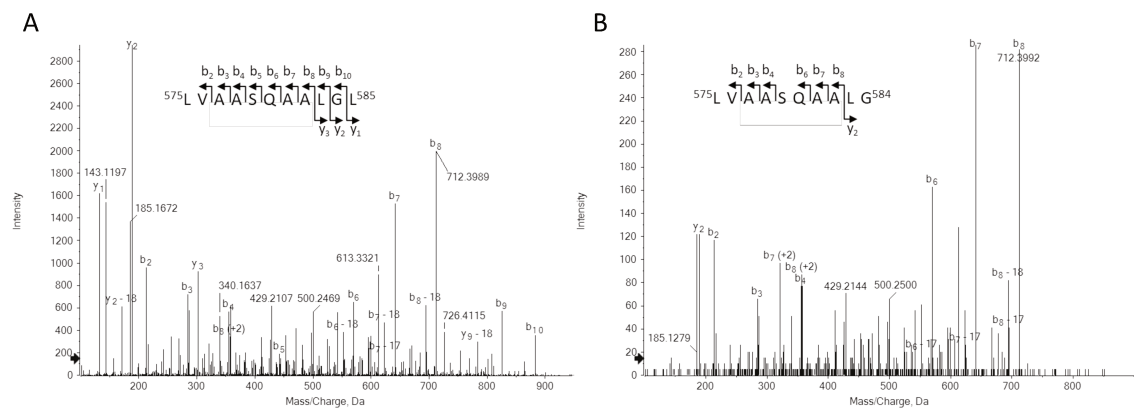 A
y2
2800
2600
2400
2200
2000
1800
1600
1400
1200
1000
800
600
400
200
0
Intensity
b2 b3 b4 b5 b6 b7 b8 b9 b10
575L V A A S Q A A L G L585
y3 y2 y1
143.1197
y1
185.1672
b2
y2 - 18
b3
y3
340.1637
b4
b8 (+2)
429.2107
b5
500.2469
b6 - 18
b6
613.3321
b7 - 18
b7 - 17
b7
b8 - 18
b8
712.3989
726.4115
y9 - 18
b9
b10
200 300 400 500 600 700 800 900
Mass/Charge, Da
B
280
260
240
220
200
180
160
140
120
100
80
60
40
20
0
Intensity
b2 b3 b4 b6 b7 b8
575L V A A S Q A A L G584
y2
y2
b2
185.1279
b3
b7 (+2)
b8 (+2)
b4
429.2144
500.2500
b6 - 17
b6
b7 - 17
b7
b8 - 18
b8 - 17
b8
712.3992
200 300 400 500 600 700 800
Mass/Charge, Da